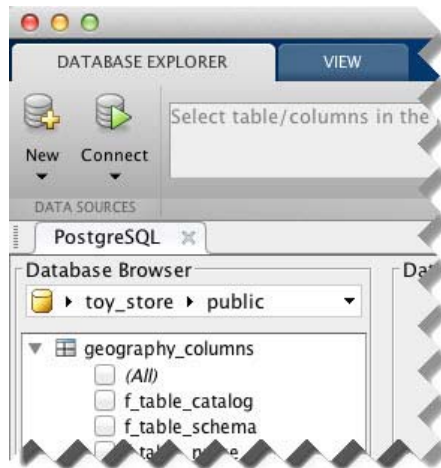 DATABASE EXPLORER VIEW
Select table/columns in the
New Connect
DATA SOURCES
PostgreSQL
Database Browser
toy_store public
geography_columns
(All)
f_table_catalog
f_table_schema